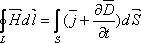 ∮_L H⃗ dl⃗ = ∫_S (j⃗ + ∂D⃗/∂t) dS⃗